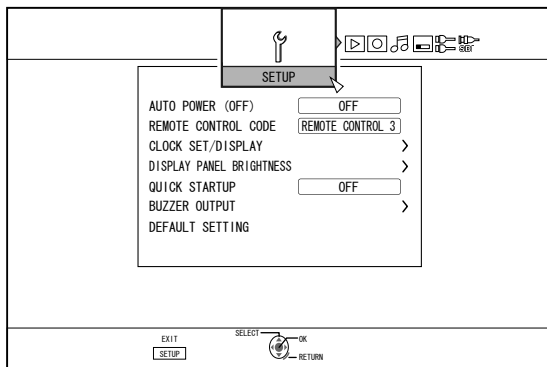 SETUP
AUTO POWER (OFF) OFF
REMOTE CONTROL CODE REMOTE CONTROL 3
CLOCK SET/DISPLAY
DISPLAY PANEL BRIGHTNESS
QUICK STARTUP OFF
BUZZER OUTPUT
DEFAULT SETTING
EXIT
SETUP
SELECT
OK
RETURN